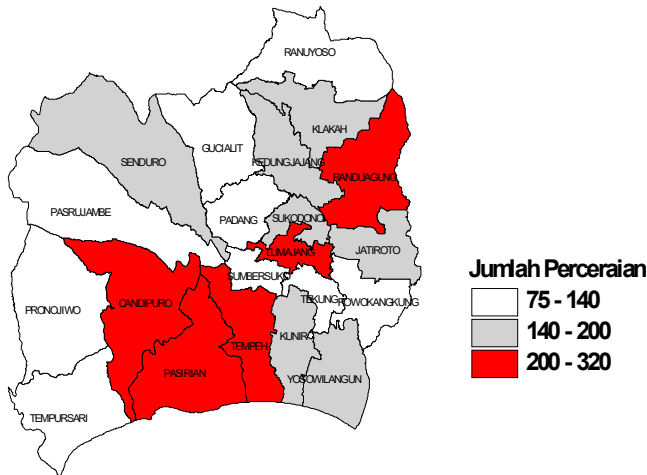 RANUYOSO
KLAKAH
GUCIALIT
KEDUNGJAJANG
SENDURO
RANDUAGUNG
PASRUJAMBE
PADANG
SUKODONO
LUMAJANG
JATIROTO
SUMBERSUKO
Jumlah Perceraian
TEKUNG
ROWOKANGKUNG
75 - 140
PRONOJIWO
CANDIPURO
140 - 200
KUNIR
TEMPEH
200 - 320
PASIRIAN
YOSOWILANGUN
TEMPURSARI